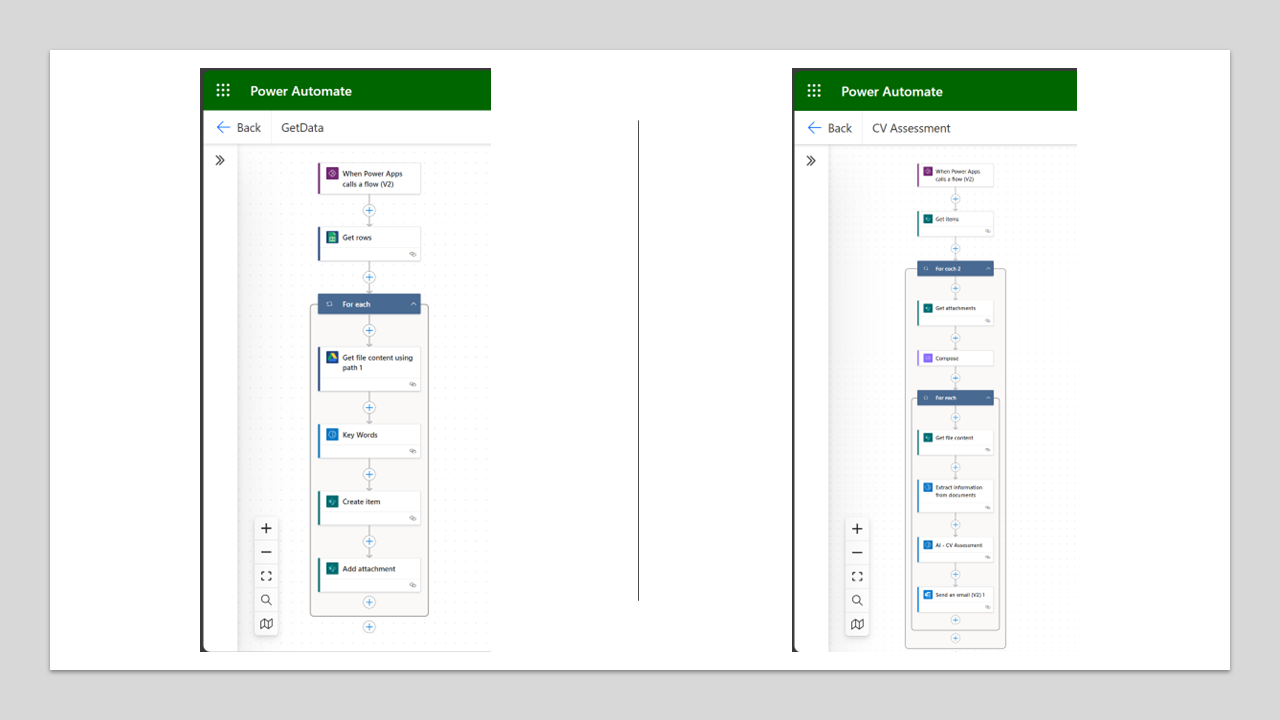 Power Automate
Back
GetData
When Power Apps
calls a flow (V2)
Get rows
For each
Get file content using
path 1
Key Words
Create item
Add attachment
Power Automate
Back
CV Assessment
When Power Apps
calls a flow (V2)
Get items
For each 2
Get attachments
Compose
For each
Get file content
Extract information
from documents
AI - CV Assessment
Send an email (V2) 1